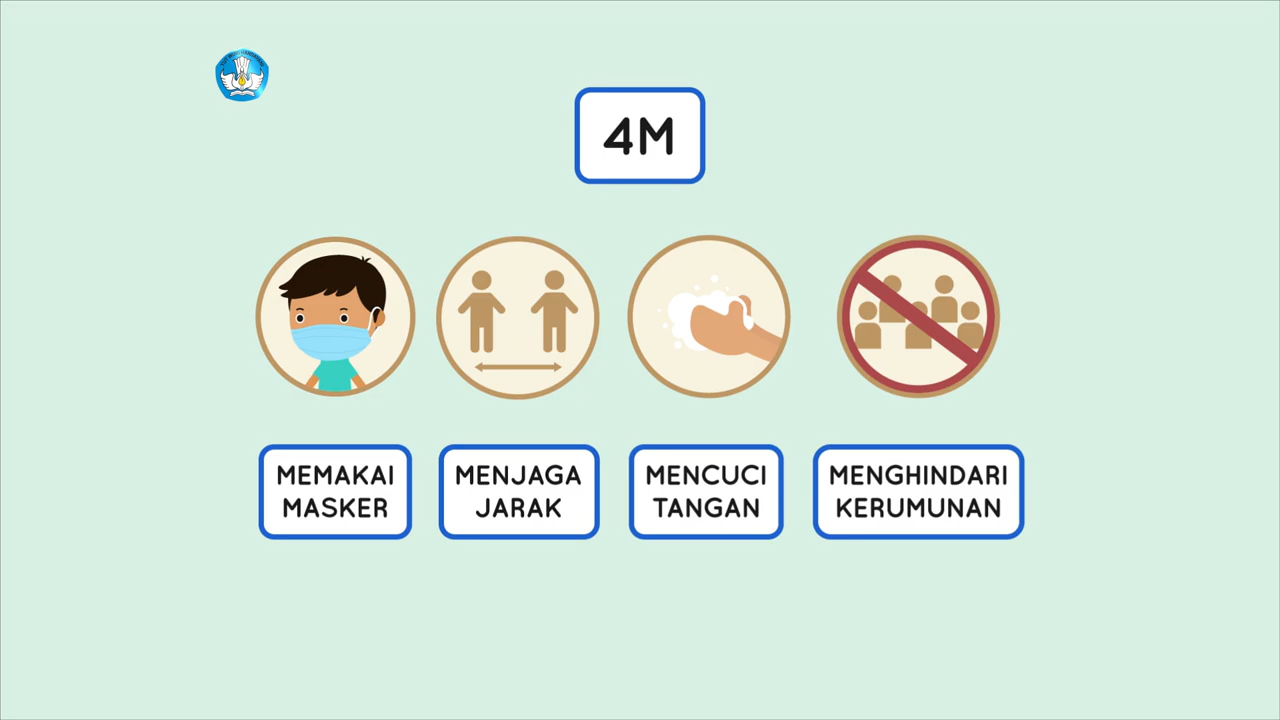 4M
MEMAKAI
MASKER
MENJAGA
JARAK
MENCUCI
TANGAN
MENGHINDARI
KERUMUNAN